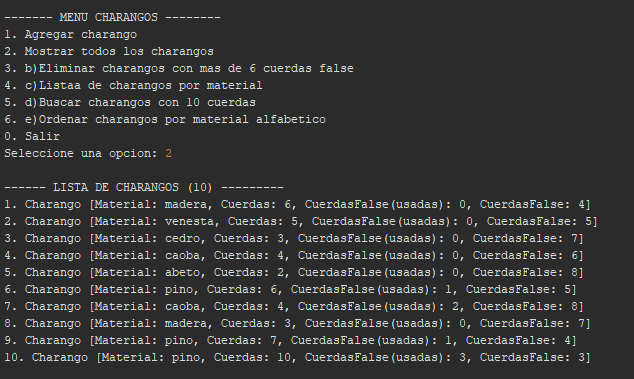 ------- MENU CHARANGOS --------
1. Agregar charango
2. Mostrar todos los charangos
3. b)Eliminar charangos con mas de 6 cuerdas false
4. c)Listaa de charangos por material
5. d)Buscar charangos con 10 cuerdas
6. e)Ordenar charangos por material alfabetico
0. Salir
Seleccione una opcion: 2
------ LISTA DE CHARANGOS (10) ---------
1. Charango [Material: madera, Cuerdas: 6, CuerdasFalse(usadas): 0, CuerdasFalse: 4]
2. Charango [Material: venesta, Cuerdas: 5, CuerdasFalse(usadas): 0, CuerdasFalse: 5]
3. Charango [Material: cedro, Cuerdas: 3, CuerdasFalse(usadas): 0, CuerdasFalse: 7]
4. Charango [Material: caoba, Cuerdas: 4, CuerdasFalse(usadas): 0, CuerdasFalse: 6]
5. Charango [Material: abeto, Cuerdas: 2, CuerdasFalse(usadas): 0, CuerdasFalse: 8]
6. Charango [Material: pino, Cuerdas: 6, CuerdasFalse(usadas): 1, CuerdasFalse: 5]
7. Charango [Material: caoba, Cuerdas: 4, CuerdasFalse(usadas): 2, CuerdasFalse: 8]
8. Charango [Material: madera, Cuerdas: 3, CuerdasFalse(usadas): 0, CuerdasFalse: 7]
9. Charango [Material: pino, Cuerdas: 7, CuerdasFalse(usadas): 1, CuerdasFalse: 4]
10. Charango [Material: pino, Cuerdas: 10, CuerdasFalse(usadas): 3, CuerdasFalse: 3]